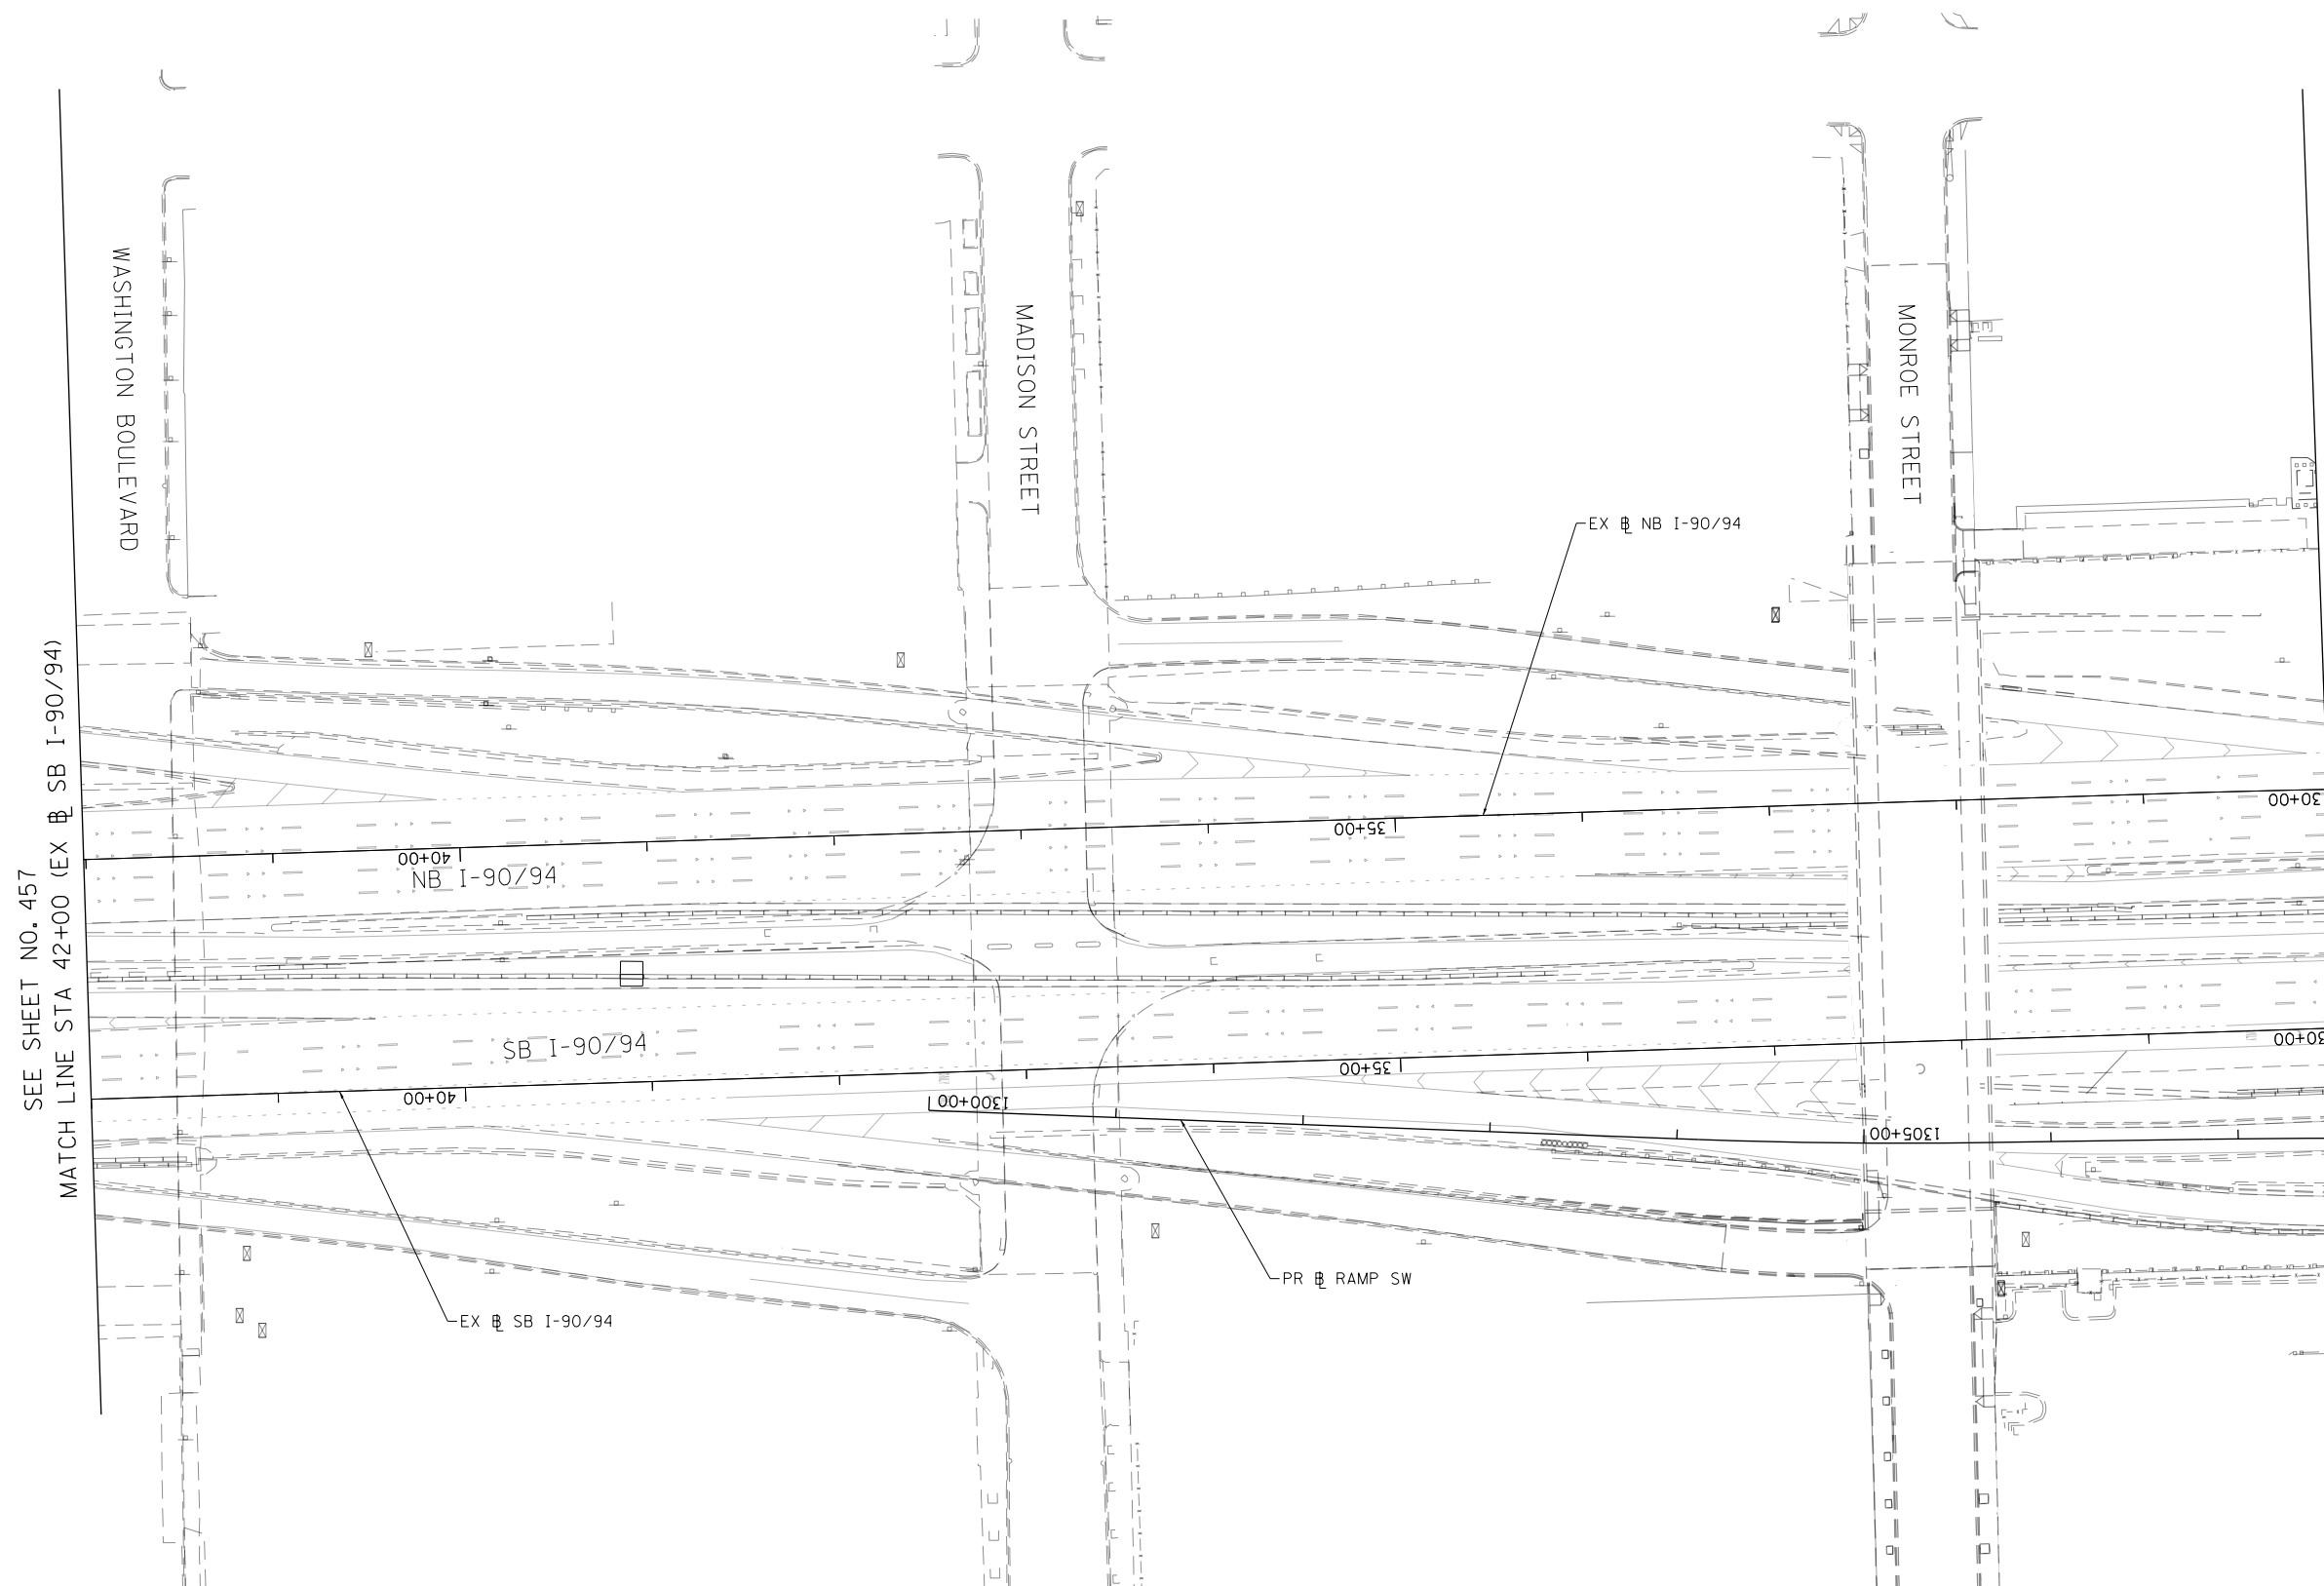 WASHINGTON BOULEVARD
MADISON STREET
MONROE STREET
EX ⅊ NB I-90/94
SEE SHEET NO. 457
MATCH LINE STA 42+00 (EX ⅊ SB I-90/94)
30+00
35+00
40+00
NB I-90/94
SB I-90/94
30+00
35+00
40+00
1300+00
1305+00
PR ⅊ RAMP SW
EX ⅊ SB I-90/94